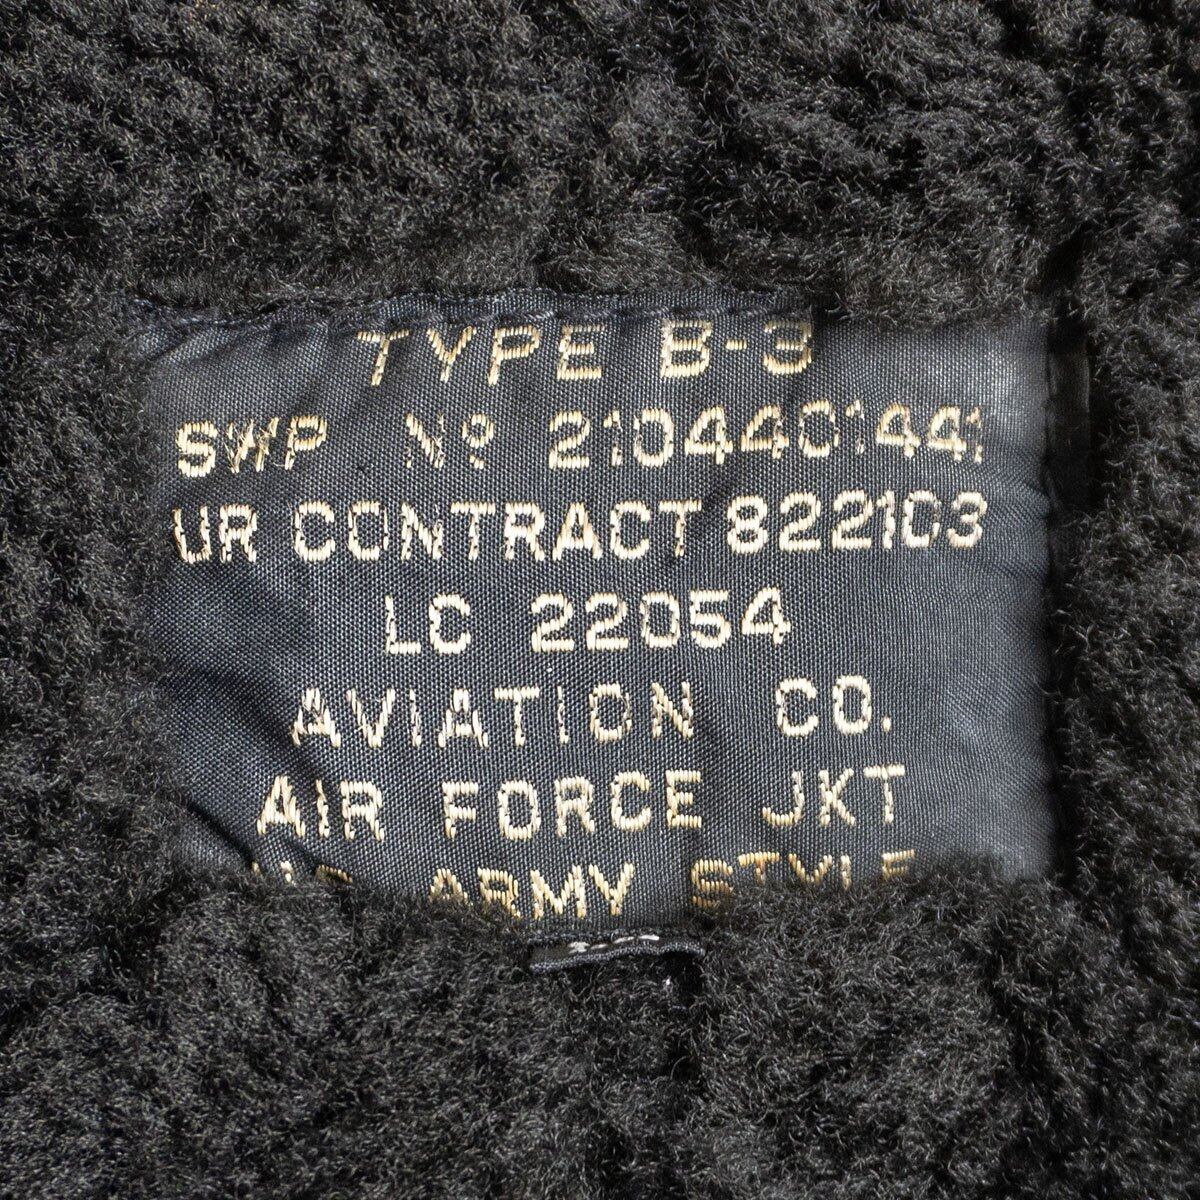 TYPE B-3
SWP Nº 2104401441
UR CONTRACT 822103
LC 22054
AVIATION CO.
AIR FORCE JKT
ARMY STYLE